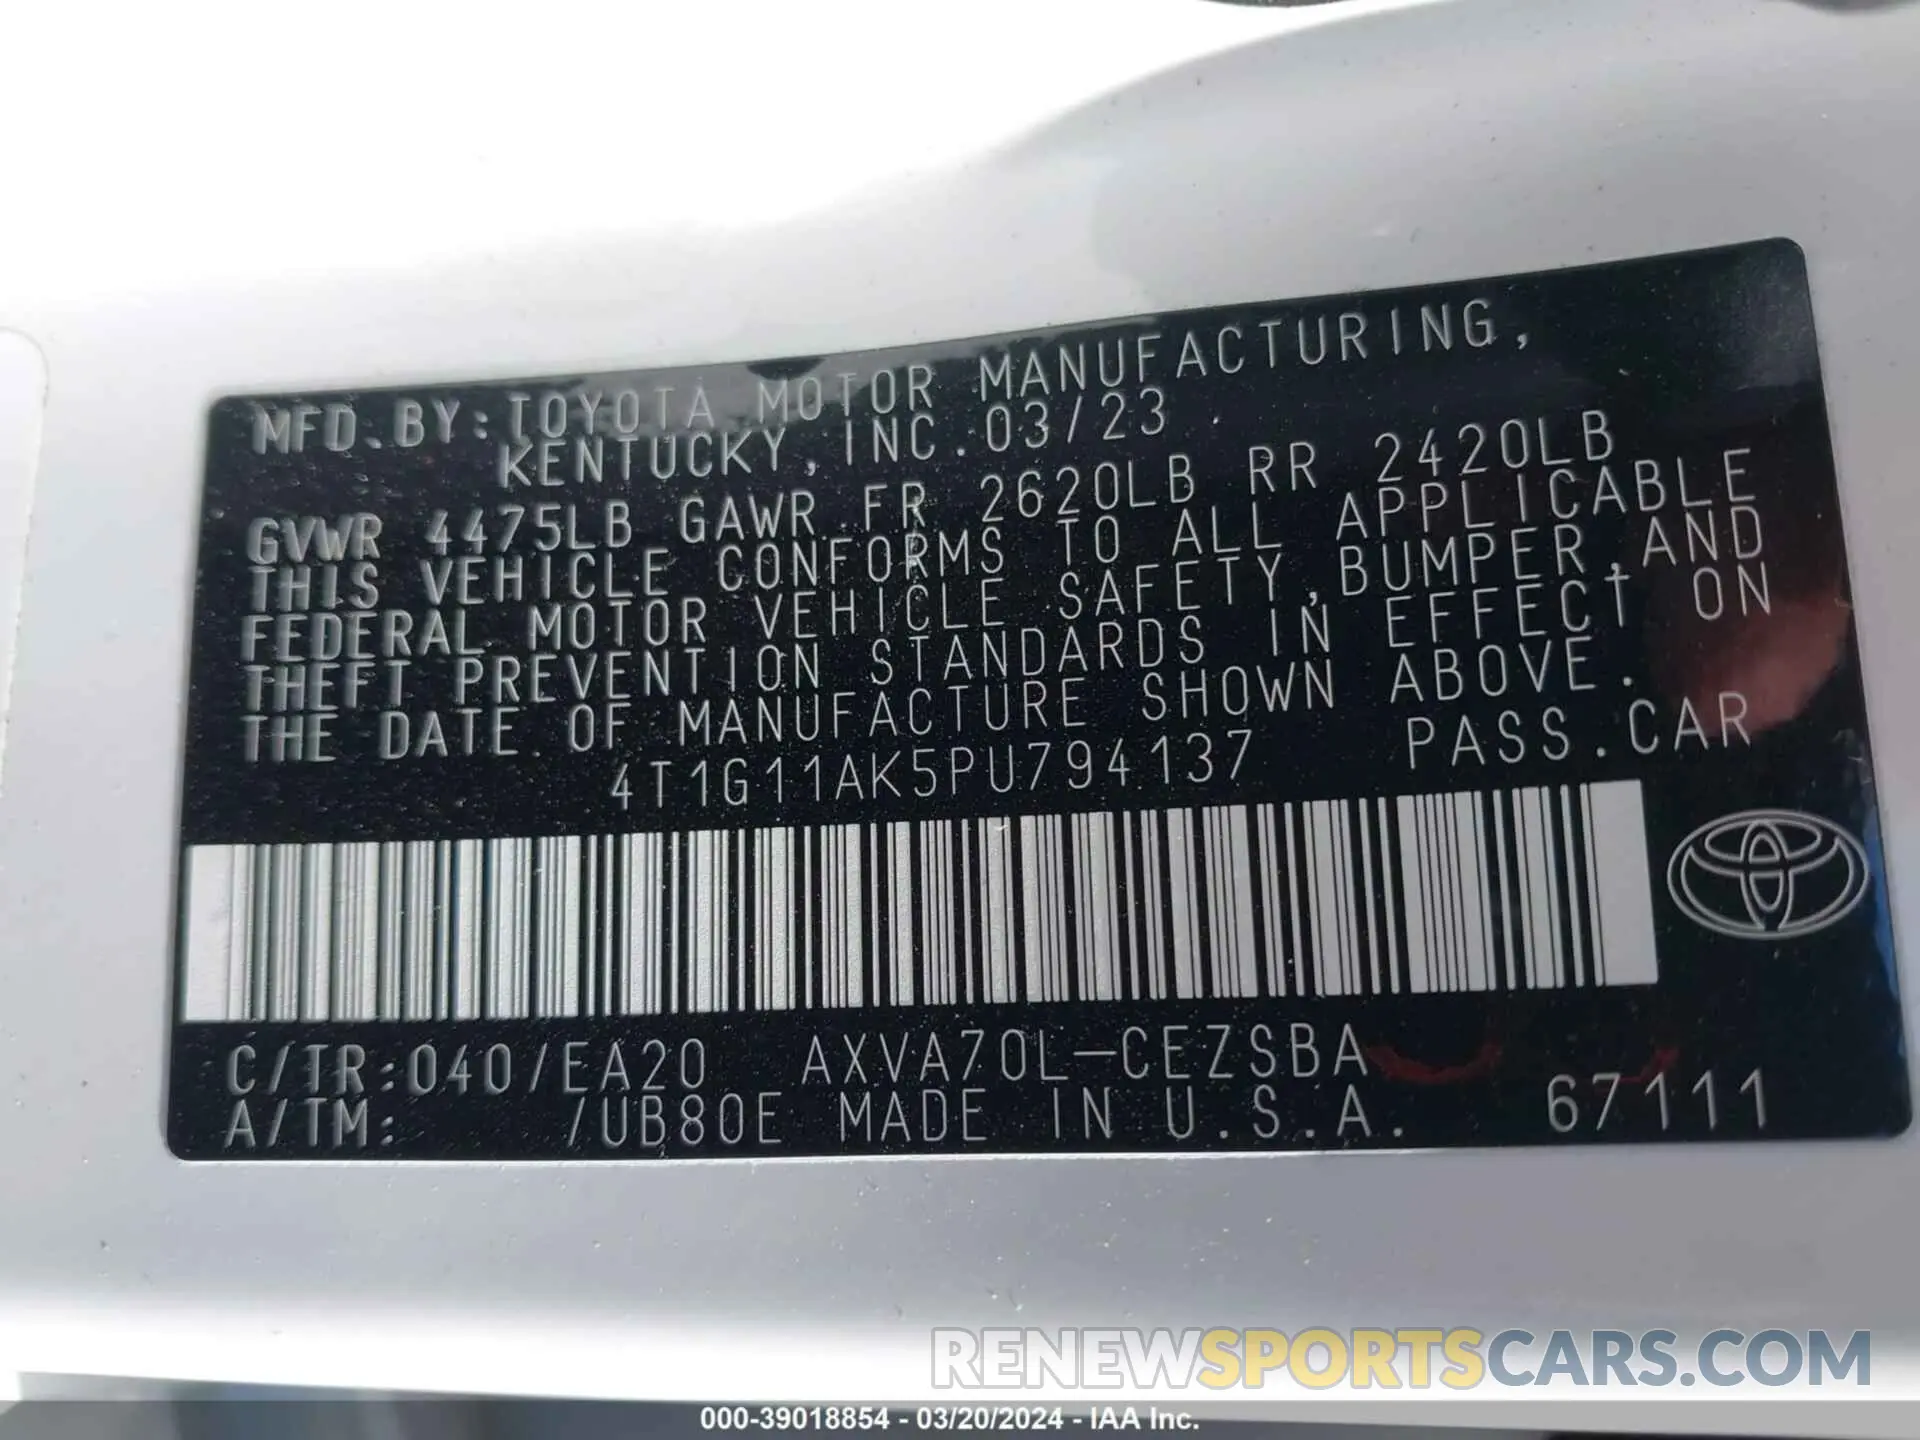 MFD. BY: TOYOTA MOTOR MANUFACTURING,
KENTUCKY, INC. 03/23
GVWR 4475LB GAWR FR 2620LB RR 2420LB
THIS VEHICLE CONFORMS TO ALL APPLICABLE
FEDERAL MOTOR VEHICLE SAFETY, BUMPER, AND
THEFT PREVENTION STANDARDS IN EFFECT ON
THE DATE OF MANUFACTURE SHOWN ABOVE.
4T1G11AK5PU794137 PASS. CAR
C/TR: 040/EA20 AXVA70L-CEZSBA
A/TM: /UB80E MADE IN U.S.A. 67111
RENEWSPORTSCARS.COM
000-39018854 - 03/20/2024 - IAA Inc.